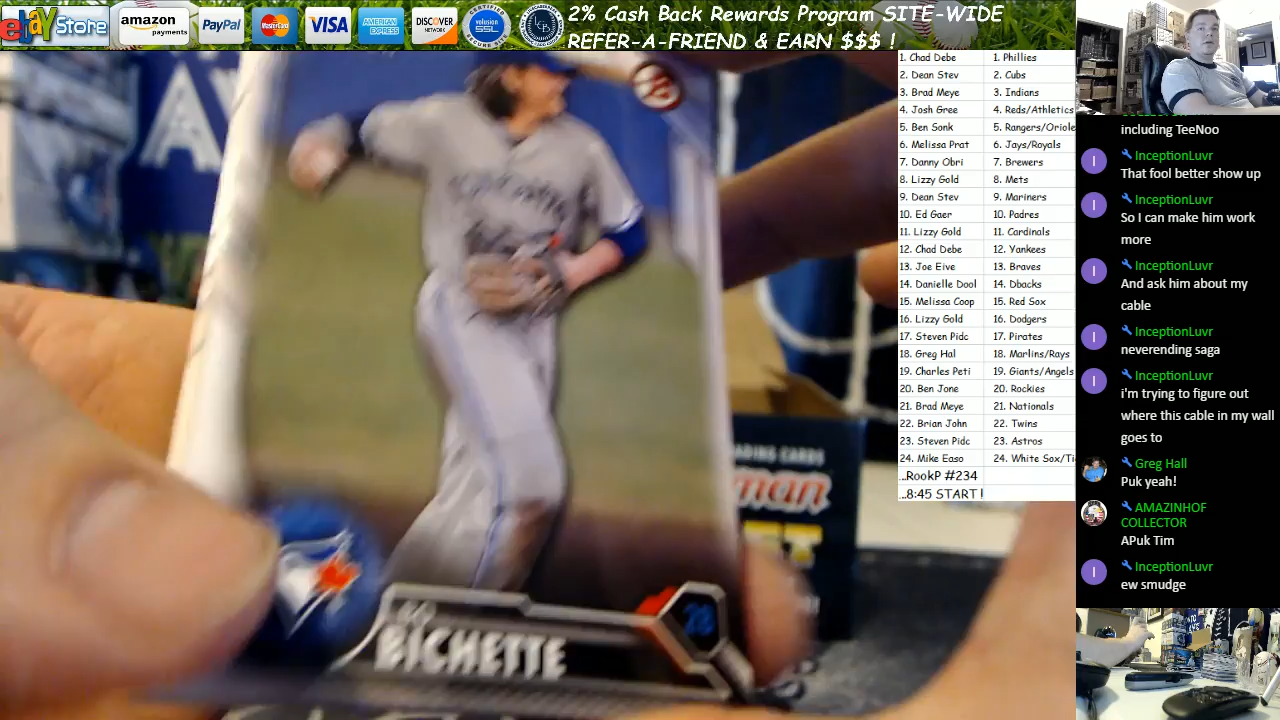 ebay Store
amazon
payments
PayPal
MasterCard
VISA
AMERICAN
EXPRESS
DISCOVER
NETWORK
CERTIFIED
volusion
SSL
2% Cash Back Rewards Program SITE-WIDE
REFER-A-FRIEND & EARN $$$ !
1. Chad Debe 1. Phillies
2. Dean Stev 2. Cubs
3. Brad Meye 3. Indians
4. Josh Gree 4. Reds/Athletics
5. Ben Sonk 5. Rangers/Oriole
6. Melissa Prat 6. Jays/Royals
7. Danny Obri 7. Brewers
8. Lizzy Gold 8. Mets
9. Dean Stev 9. Mariners
10. Ed Gaer 10. Padres
11. Lizzy Gold 11. Cardinals
12. Chad Debe 12. Yankees
13. Joe Eive 13. Braves
14. Danielle Dool 14. Dbacks
15. Melissa Coop 15. Red Sox
16. Lizzy Gold 16. Dodgers
17. Steven Pidc 17. Pirates
18. Greg Hal 18. Marlins/Rays
19. Charles Peti 19. Giants/Angels
20. Ben Jone 20. Rockies
21. Brad Meye 21. Nationals
22. Brian John 22. Twins
23. Steven Pidc 23. Astros
24. Mike Easo 24. White Sox/Ti
...RookP #234
...8:45 START!
including TeeNoo
InceptionLuvr
That fool better show up
InceptionLuvr
So I can make him work
more
InceptionLuvr
And ask him about my
cable
InceptionLuvr
neverending saga
InceptionLuvr
i'm trying to figure out
where this cable in my wall
goes to
Greg Hall
Puk yeah!
AMAZINHOF
COLLECTOR
APuk Tim
InceptionLuvr
ew smudge
BICHETTE
CARDS